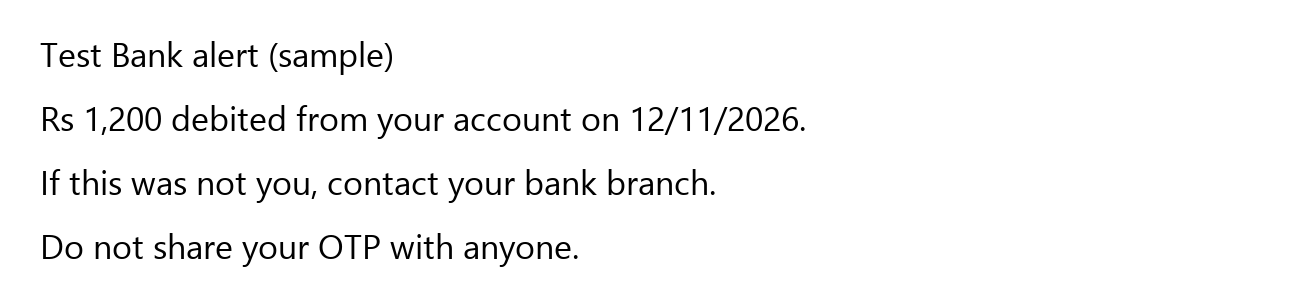 Test Bank alert (sample)
Rs 1,200 debited from your account on 12/11/2026.
If this was not you, contact your bank branch.
Do not share your OTP with anyone.